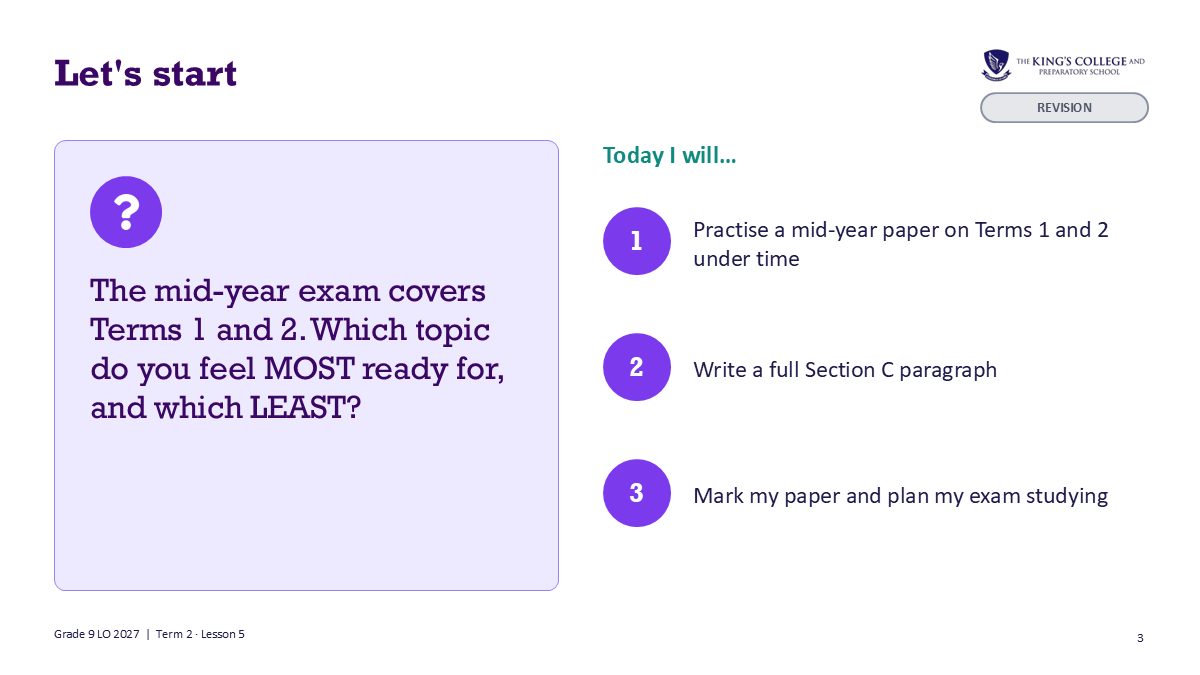 Let's start
THE KING'S COLLEGE AND
PREPARATORY SCHOOL
REVISION
?
The mid-year exam covers
Terms 1 and 2. Which topic
do you feel MOST ready for,
and which LEAST?
Today I will...
1
Practise a mid-year paper on Terms 1 and 2
under time
2
Write a full Section C paragraph
3
Mark my paper and plan my exam studying
Grade 9 LO 2027 | Term 2 · Lesson 5
3